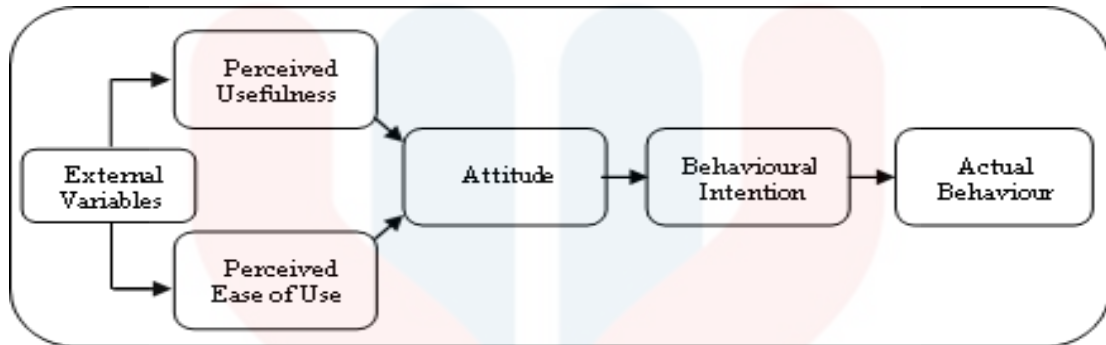 Perceived
Usefulness
External
Variables
Perceived
Ease of Use
Attitude
Behavioural
Intention
Actual
Behaviour